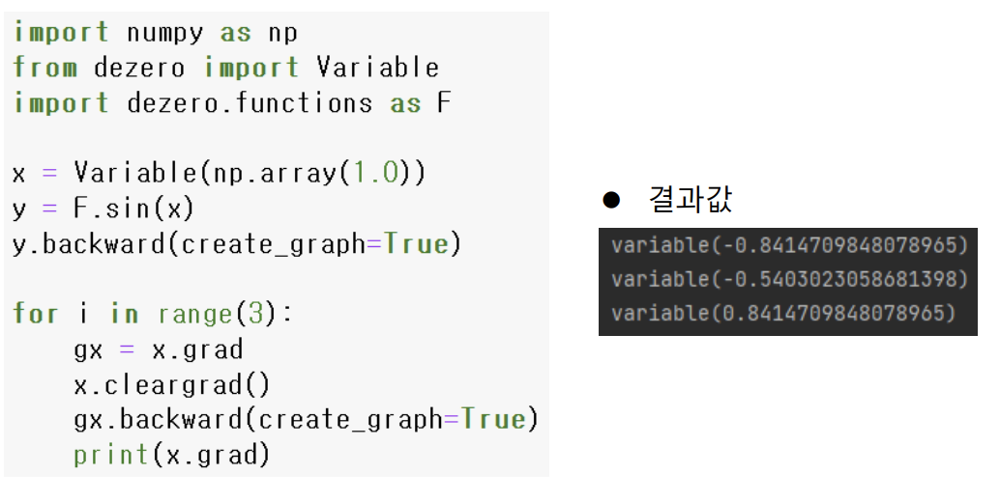 import numpy as np
from dezero import Variable
import dezero.functions as F

x = Variable(np.array(1.0))
y = F.sin(x)
y.backward(create_graph=True)

for i in range(3):
    gx = x.grad
    x.cleargrad()
    gx.backward(create_graph=True)
    print(x.grad)
● 결과값
variable(-0.8414709848078965)
variable(-0.5403023058681398)
variable(0.8414709848078965)